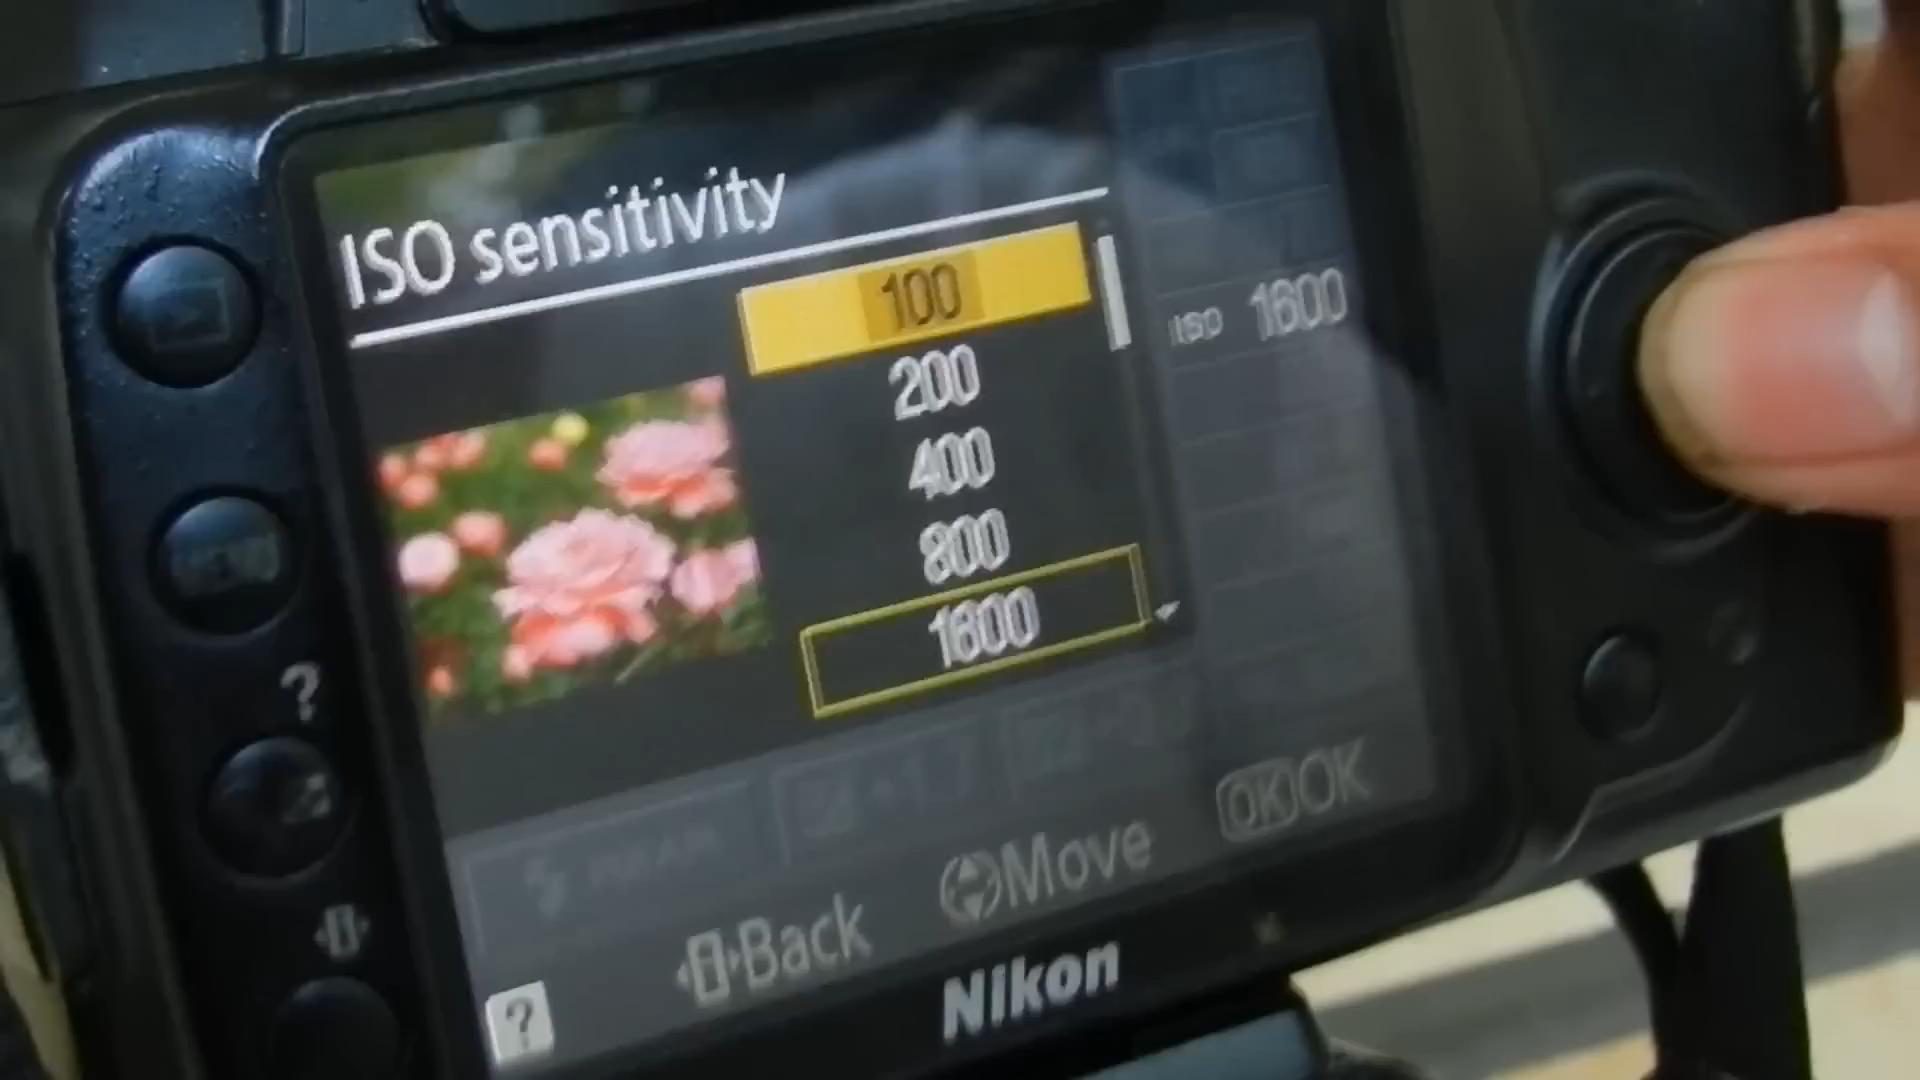 ISO sensitivity
100
200
400
800
1600
ISO 1600
?
OK OK
Move
Back
?
Nikon